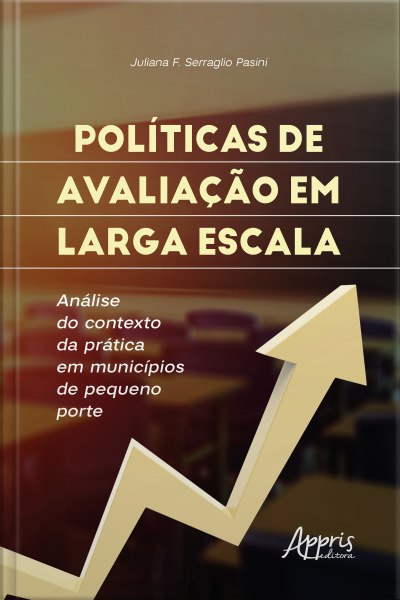 Juliana F. Serraglio Pasini
POLÍTICAS DE
AVALIAÇÃO EM
LARGA ESCALA
Análise
do contexto
da prática
em municípios
de pequeno
porte
Appris
editora